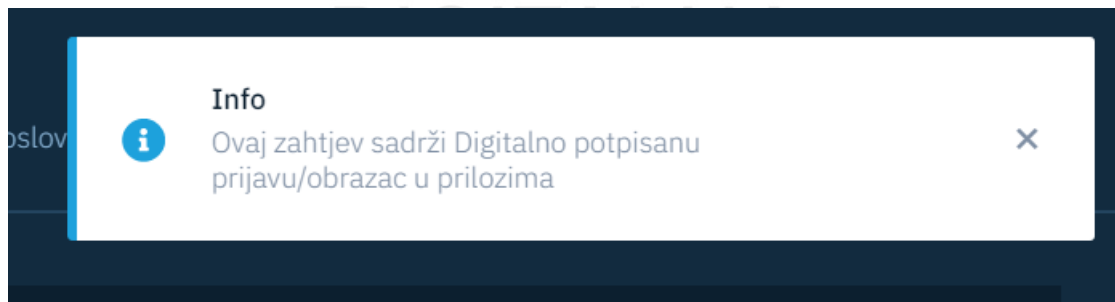 Info
Ovaj zahtjev sadrži Digitalno potpisanu
prijavu/obrazac u prilozima